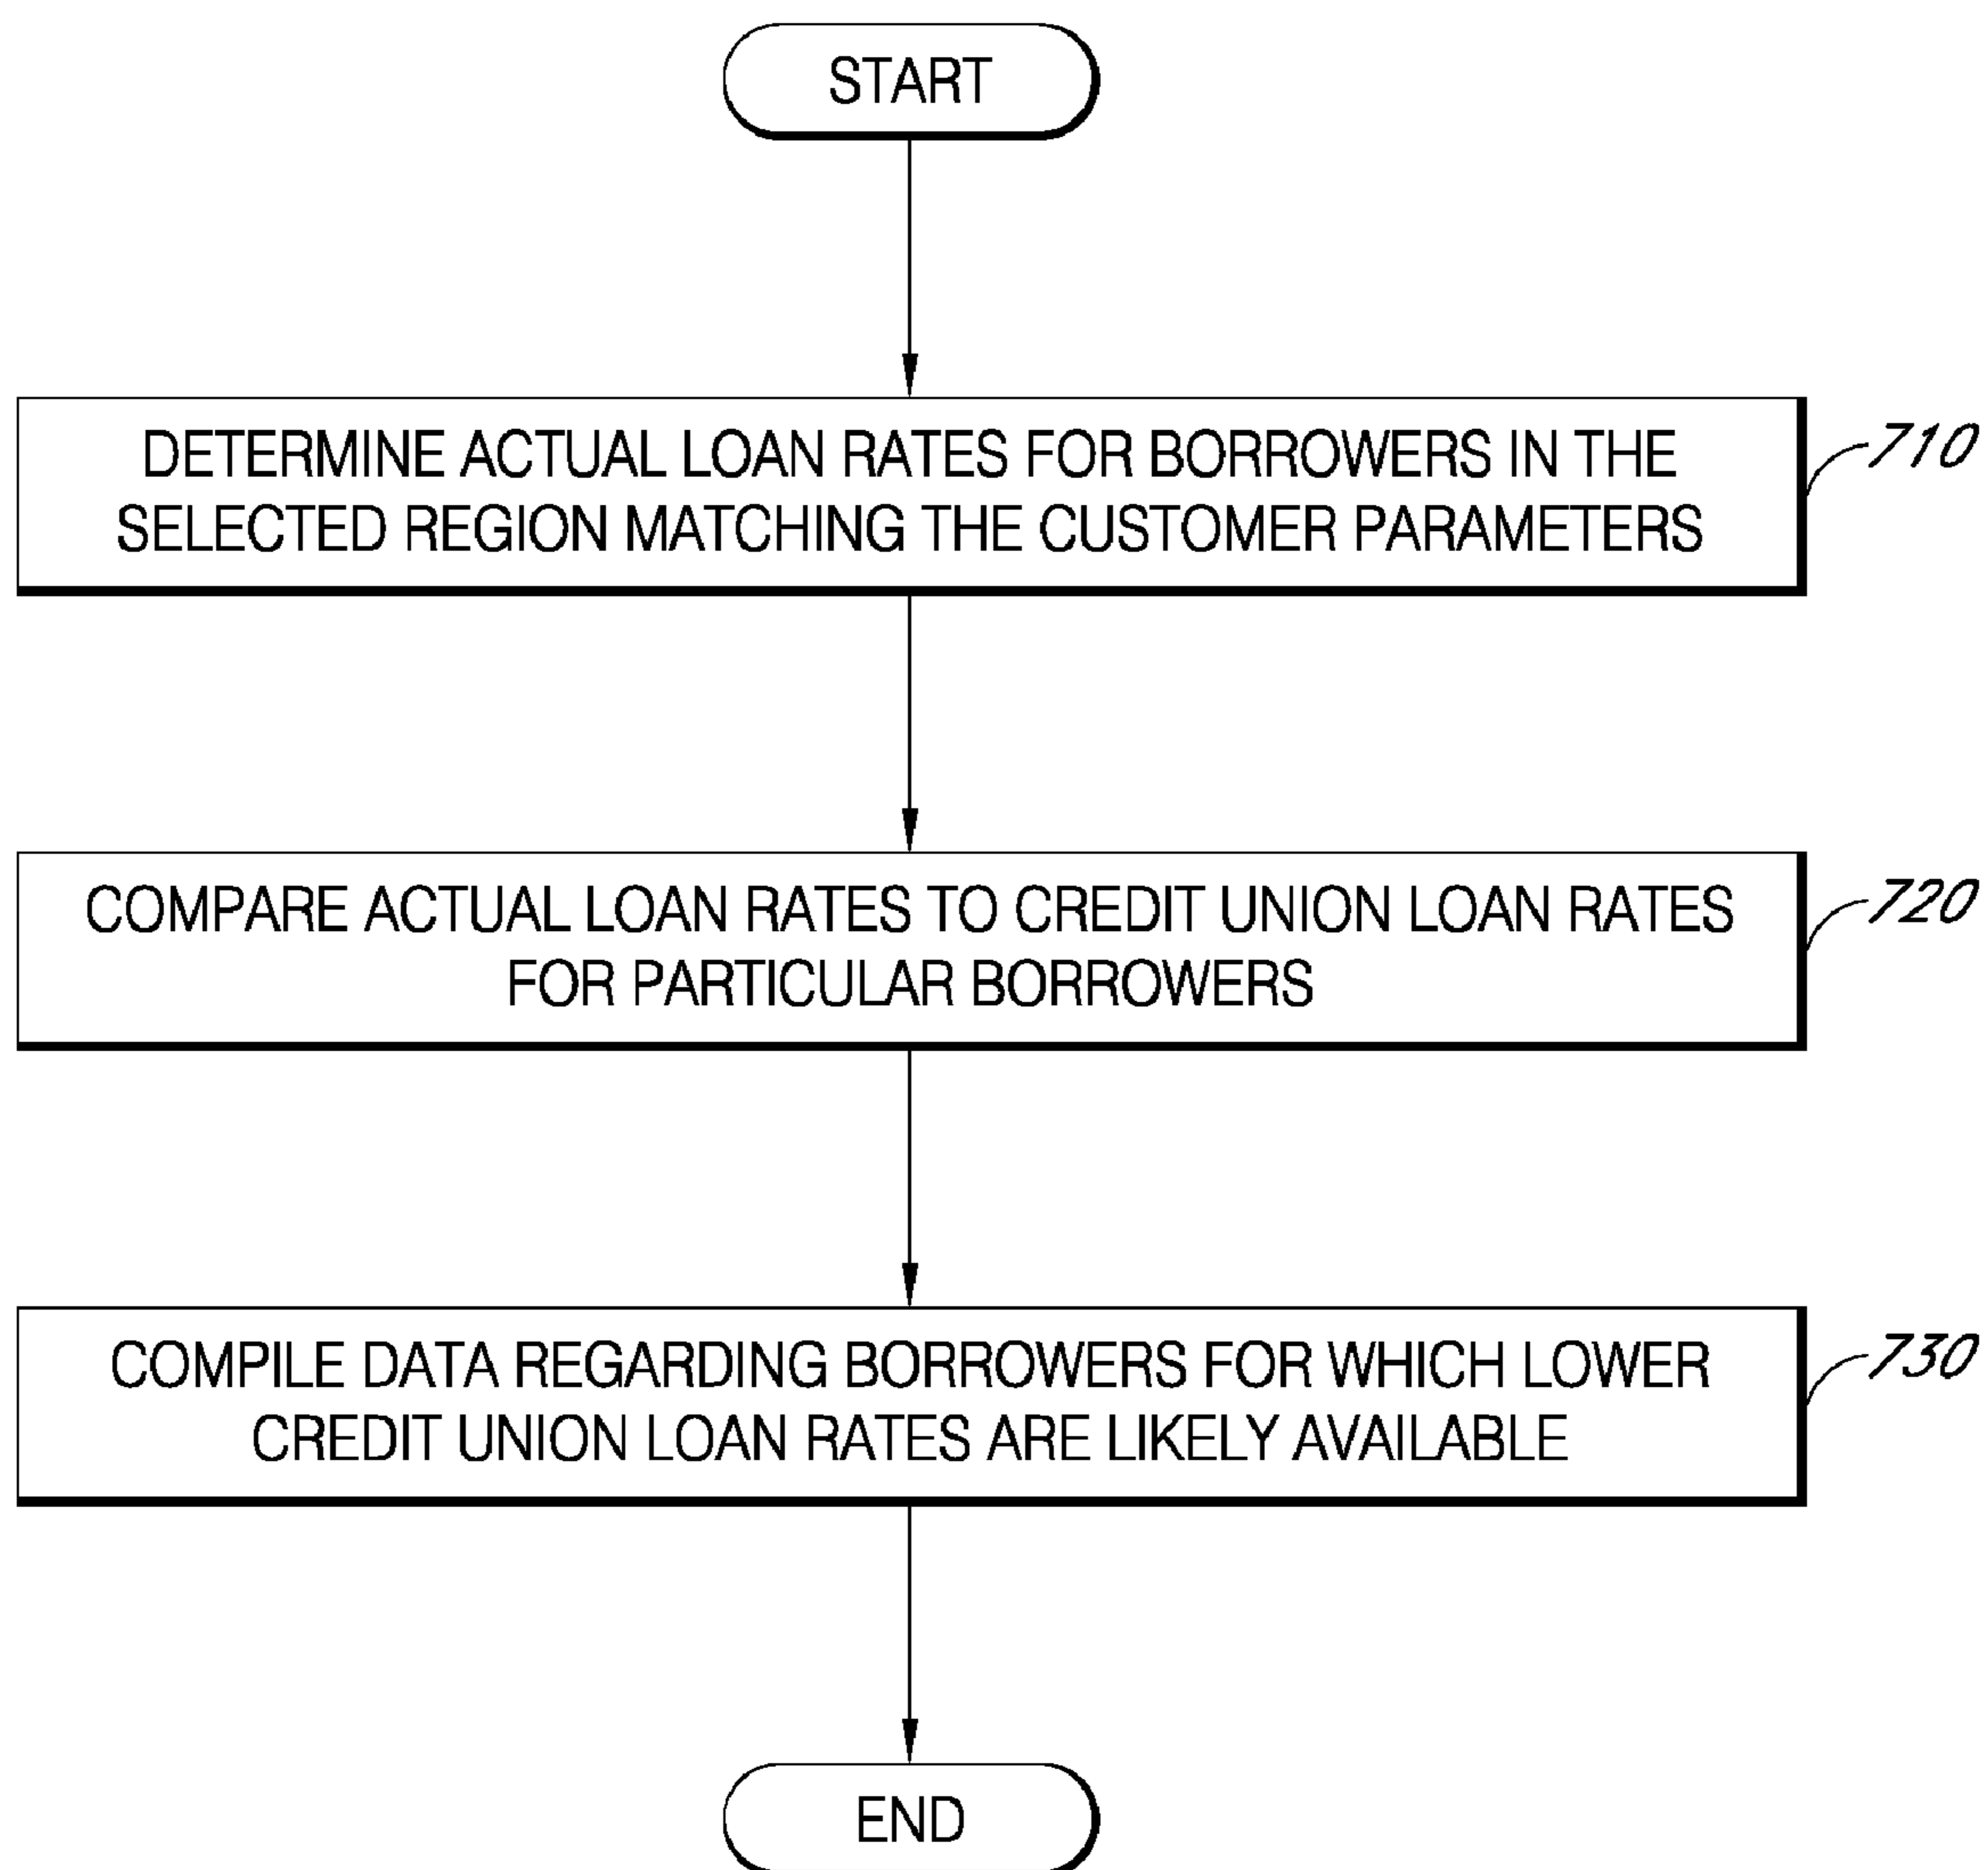 START
DETERMINE ACTUAL LOAN RATES FOR BORROWERS IN THE
SELECTED REGION MATCHING THE CUSTOMER PARAMETERS
710
COMPARE ACTUAL LOAN RATES TO CREDIT UNION LOAN RATES
FOR PARTICULAR BORROWERS
720
COMPILE DATA REGARDING BORROWERS FOR WHICH LOWER
CREDIT UNION LOAN RATES ARE LIKELY AVAILABLE
730
END